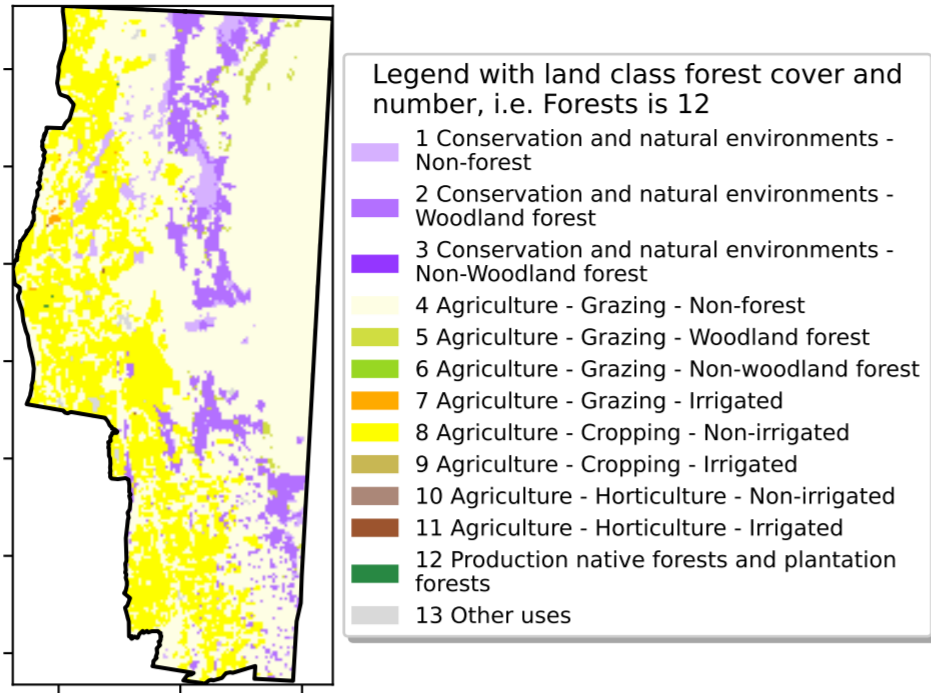 Legend with land class forest cover and
number, i.e. Forests is 12
1 Conservation and natural environments -
Non-forest
2 Conservation and natural environments -
Woodland forest
3 Conservation and natural environments -
Non-Woodland forest
4 Agriculture - Grazing - Non-forest
5 Agriculture - Grazing - Woodland forest
6 Agriculture - Grazing - Non-woodland forest
7 Agriculture - Grazing - Irrigated
8 Agriculture - Cropping - Non-irrigated
9 Agriculture - Cropping - Irrigated
10 Agriculture - Horticulture - Non-irrigated
11 Agriculture - Horticulture - Irrigated
12 Production native forests and plantation
forests
13 Other uses